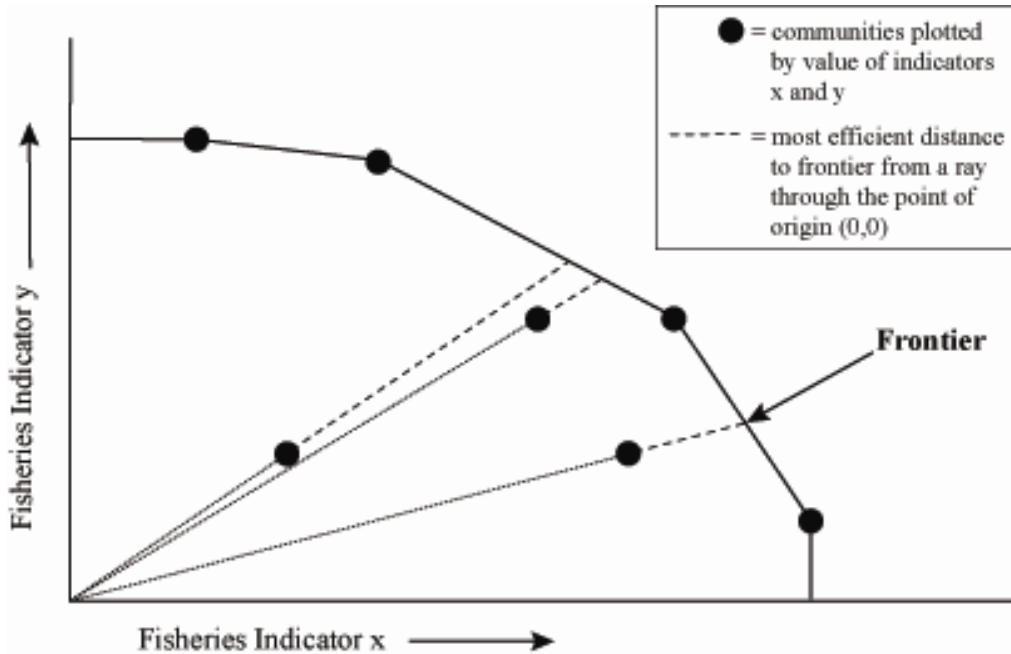 = communities plotted
by value of indicators
x and y
= most efficient distance
to frontier from a ray
through the point of
origin (0,0)
Frontier
Fisheries Indicator y
Fisheries Indicator x